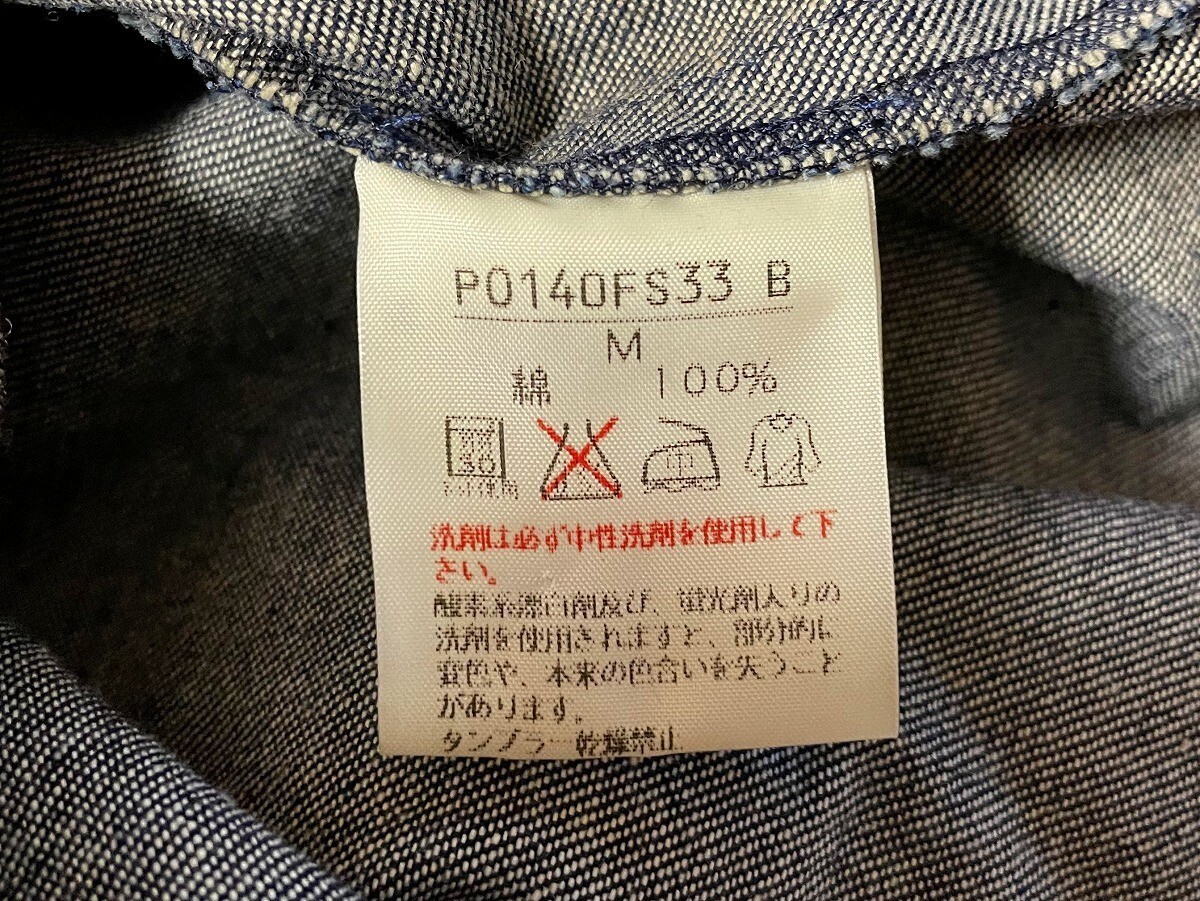 P0140FS33 B
M
綿 100%
30
洗剤は必ず中性洗剤を使用して下
さい。
酸素系漂白剤及び、蛍光剤入りの
洗剤を使用されますと、部分的に
変色や、本来の色合いを失うこと
があります。
タンブラー乾燥禁止